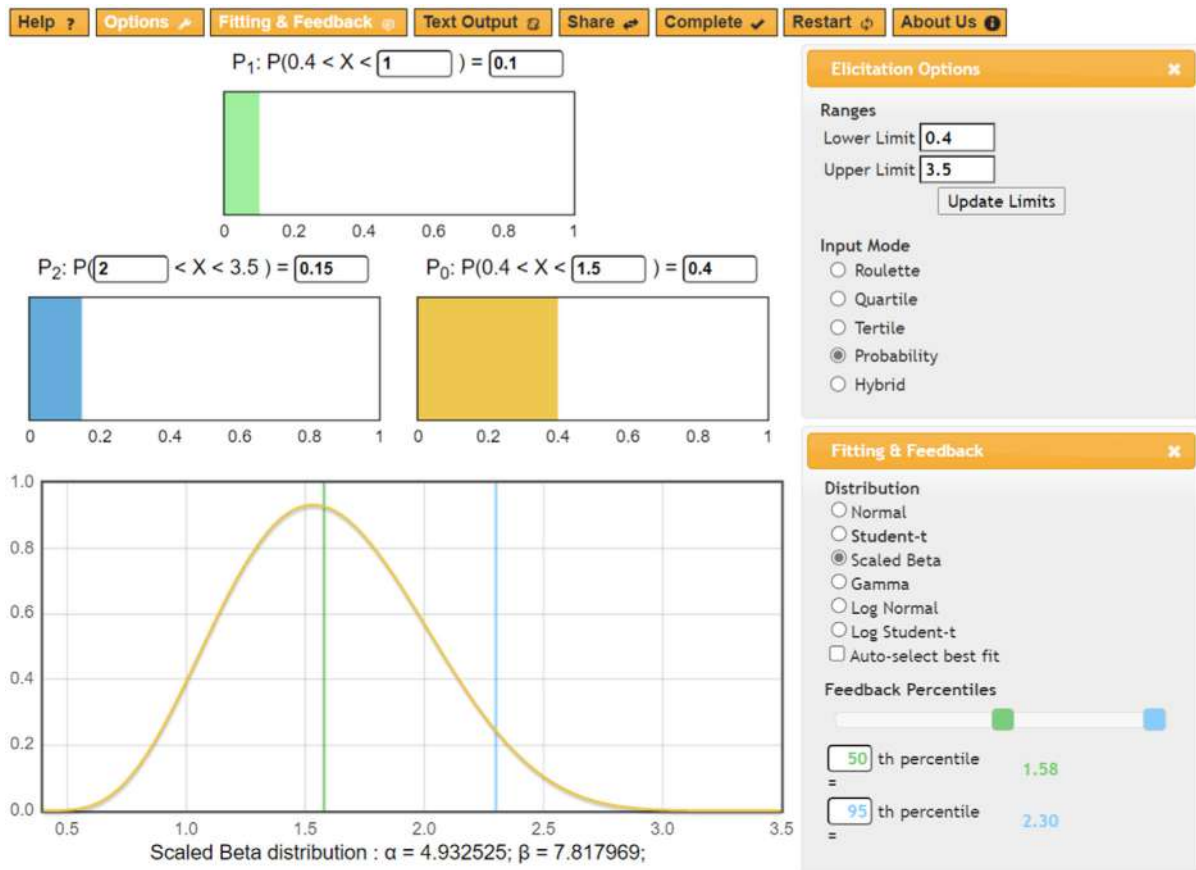 Help ? Options Fitting & Feedback Text Output Share Complete Restart About Us
P1: P(0.4 < X < 1 ) = 0.1
0 0.2 0.4 0.6 0.8 1
P2: P( 2 < X < 3.5 ) = 0.15
0 0.2 0.4 0.6 0.8 1
P0: P(0.4 < X < 1.5 ) = 0.4
0 0.2 0.4 0.6 0.8 1
1.0
0.8
0.6
0.4
0.2
0.0
0.5 1.0 1.5 2.0 2.5 3.0 3.5
Scaled Beta distribution : α = 4.932525; β = 7.817969;
Elicitation Options
Ranges
Lower Limit 0.4
Upper Limit 3.5
Update Limits
Input Mode
Roulette
Quartile
Tertile
Probability
Hybrid
Fitting & Feedback
Distribution
Normal
Student-t
Scaled Beta
Gamma
Log Normal
Log Student-t
Auto-select best fit
Feedback Percentiles
50 th percentile 1.58
=
95 th percentile 2.30
=